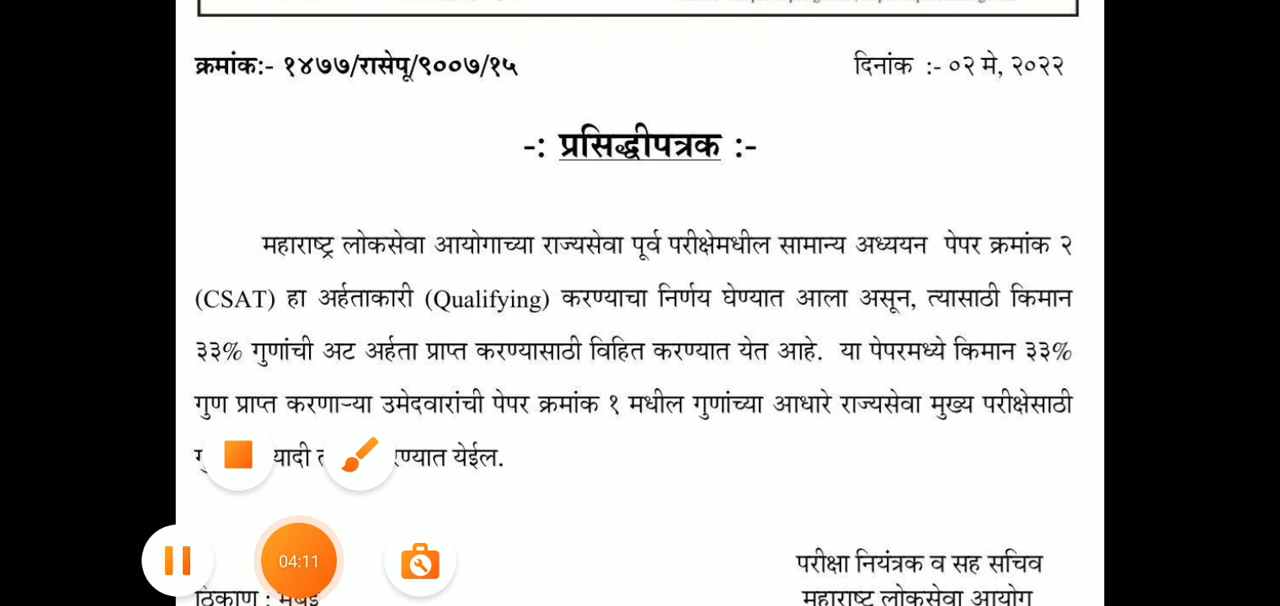 क्रमांक:- १४७७/रासेपू/९००७/१५ दिनांक :- ०२ मे, २०२२
-: प्रसिद्धीपत्रक :-
महाराष्ट्र लोकसेवा आयोगाच्या राज्यसेवा पूर्व परीक्षेमधील सामान्य अध्ययन पेपर क्रमांक २
(CSAT) हा अर्हताकारी (Qualifying) करण्याचा निर्णय घेण्यात आला असून, त्यासाठी किमान
३३% गुणांची अट अर्हता प्राप्त करण्यासाठी विहित करण्यात येत आहे. या पेपरमध्ये किमान ३३%
गुण प्राप्त करणाऱ्या उमेदवारांची पेपर क्रमांक १ मधील गुणांच्या आधारे राज्यसेवा मुख्य परीक्षेसाठी
येईल.
04:11
परीक्षा नियंत्रक व सह सचिव
ठिकाण : मुंबई महाराष्ट्र लोकसेवा आयोग